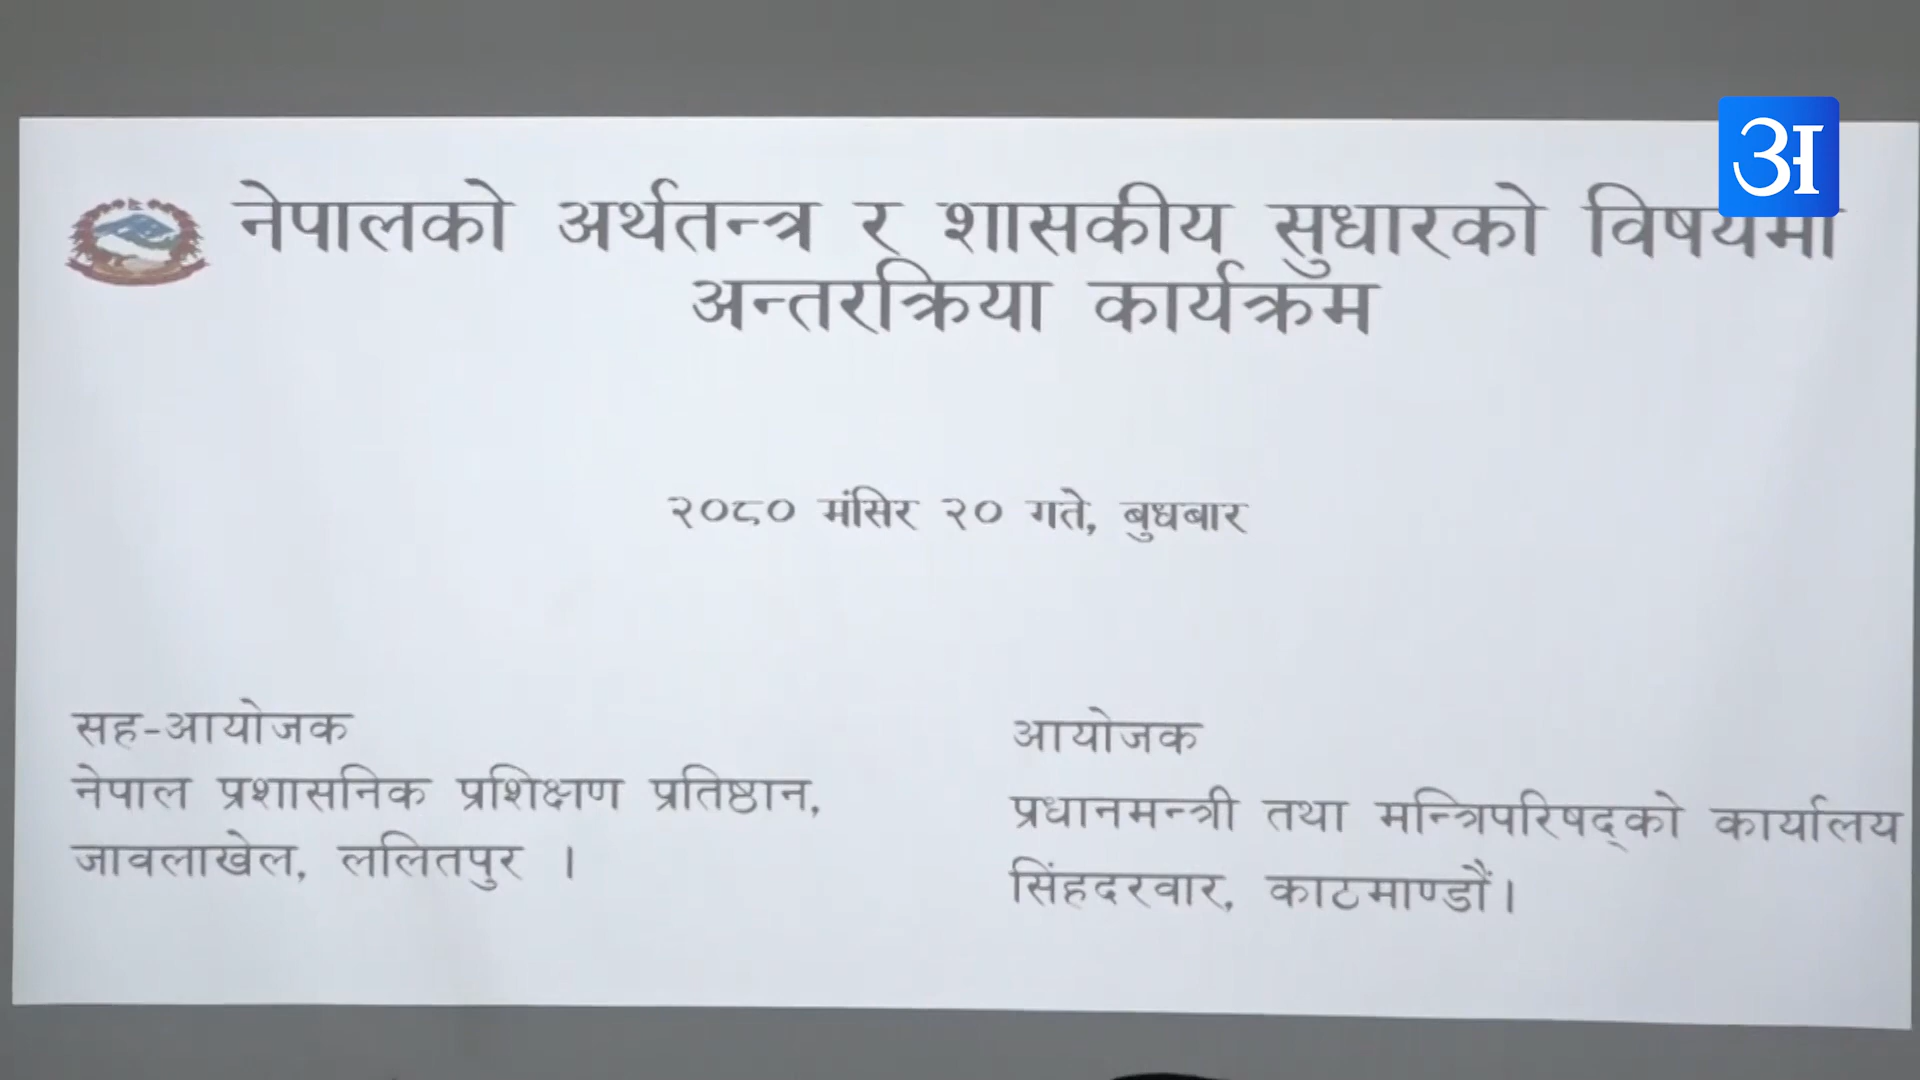 अ
नेपालको अर्थतन्त्र र शासकीय सुधारको विषयमा
अन्तरक्रिया कार्यक्रम
२०८० मंसिर २० गते, बुधबार
सह-आयोजक
नेपाल प्रशासनिक प्रशिक्षण प्रतिष्ठान,
जावलाखेल, ललितपुर ।
आयोजक
प्रधानमन्त्री तथा मन्त्रिपरिषद्को कार्यालय
सिंहदरवार, काटमाण्डौं।